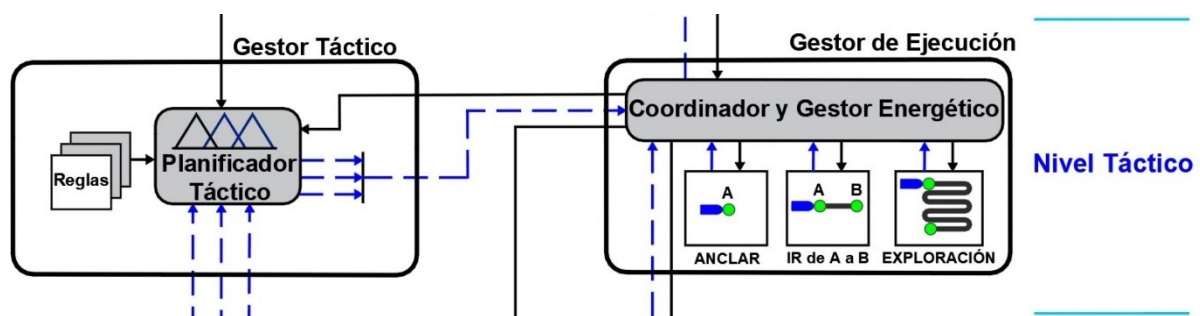 Gestor Táctico
Gestor de Ejecución
Coordinador y Gestor Energético
Planificador
Táctico
Reglas
Nivel Táctico
A
A B
ANCLAR
IR de A a B
EXPLORACIÓN